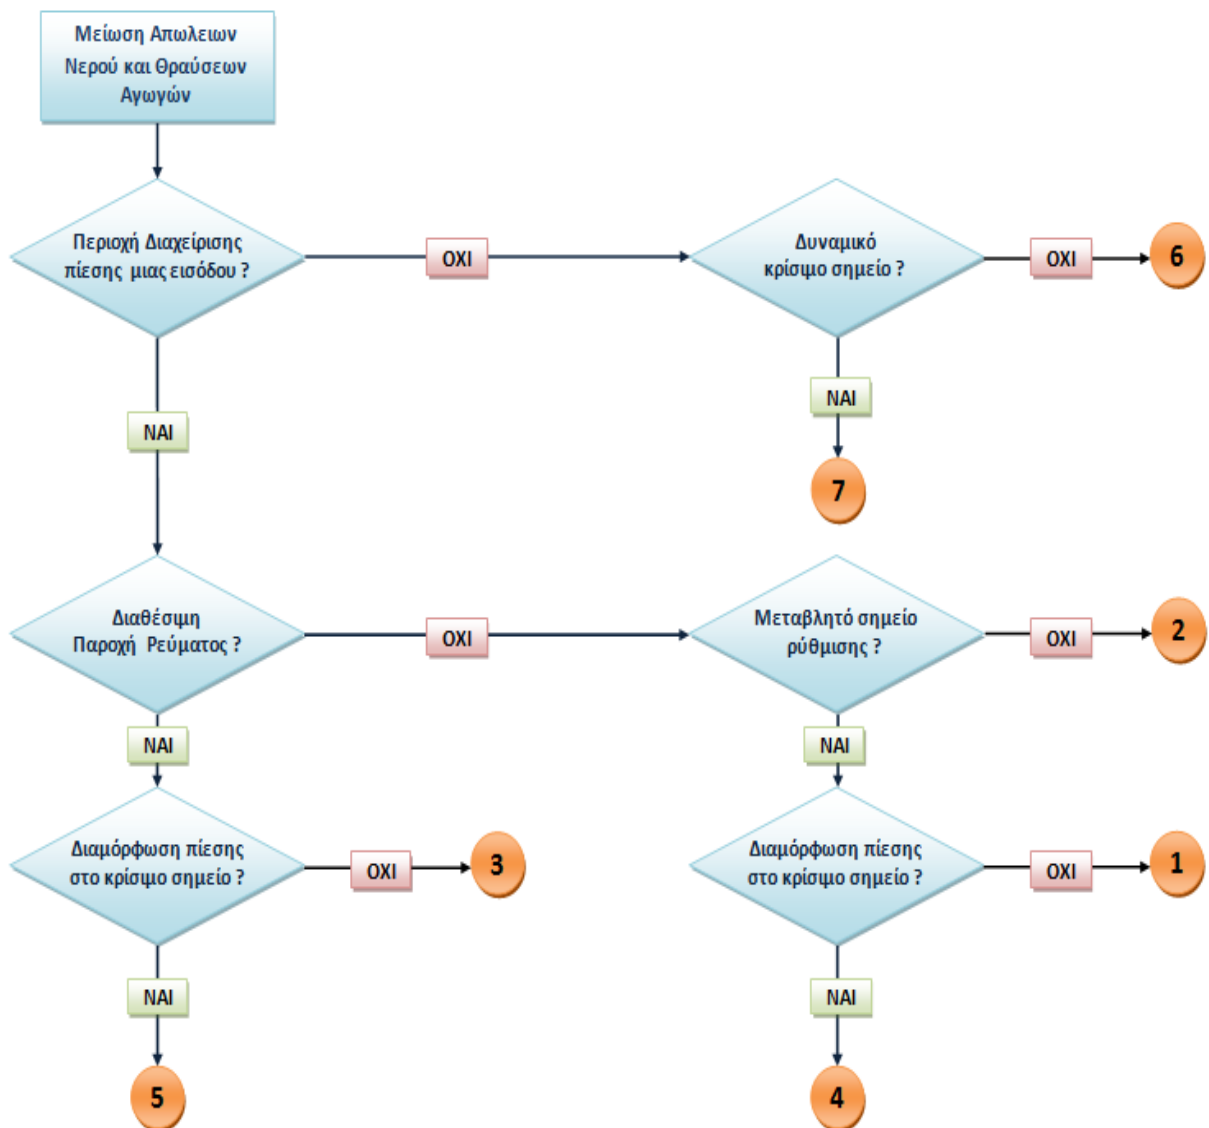 Μείωση Απωλειων
Νερού και Θραύσεων
Αγωγών
Περιοχή Διαχείρισης
πίεσης μιας εισόδου ?
ΟΧΙ
Δυναμικό
κρίσιμο σημείο ?
ΟΧΙ
6
ΝΑΙ
ΝΑΙ
7
Διαθέσιμη
Παροχή Ρεύματος ?
ΟΧΙ
Μεταβλητό σημείο
ρύθμισης ?
ΟΧΙ
2
ΝΑΙ
ΝΑΙ
Διαμόρφωση πίεσης
στο κρίσιμο σημείο ?
ΟΧΙ
3
Διαμόρφωση πίεσης
στο κρίσιμο σημείο ?
ΟΧΙ
1
ΝΑΙ
ΝΑΙ
5
4